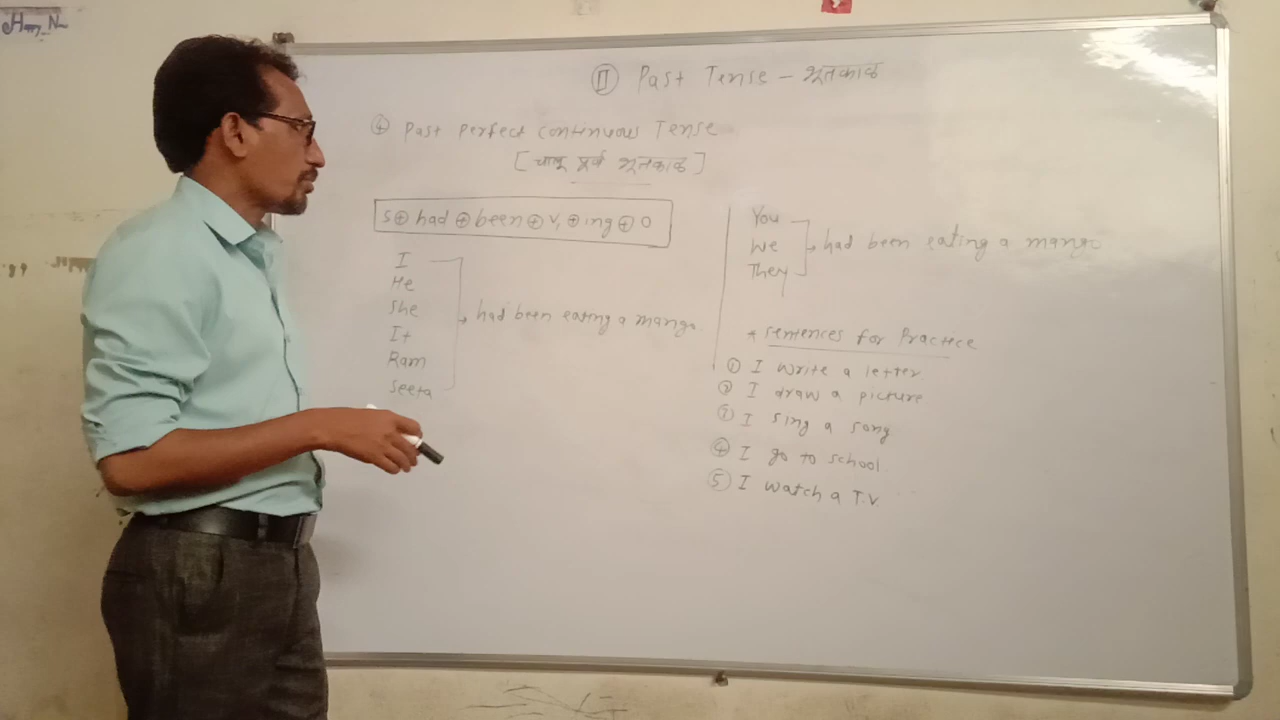 Ⅱ Past Tense - भूतकाळ
④ Past Perfect Continuous Tense
[चालू पूर्ण भूतकाळ]
S⊕had⊕been⊕V₁⊕ing⊕O
I
He
She
It
Ram
Seeta
had been eating a mango.
You
We
They
had been eating a mango
* Sentences for Practice
① I write a letter
② I draw a picture
③ I sing a song
④ I go to school.
⑤ I watch a T.V.